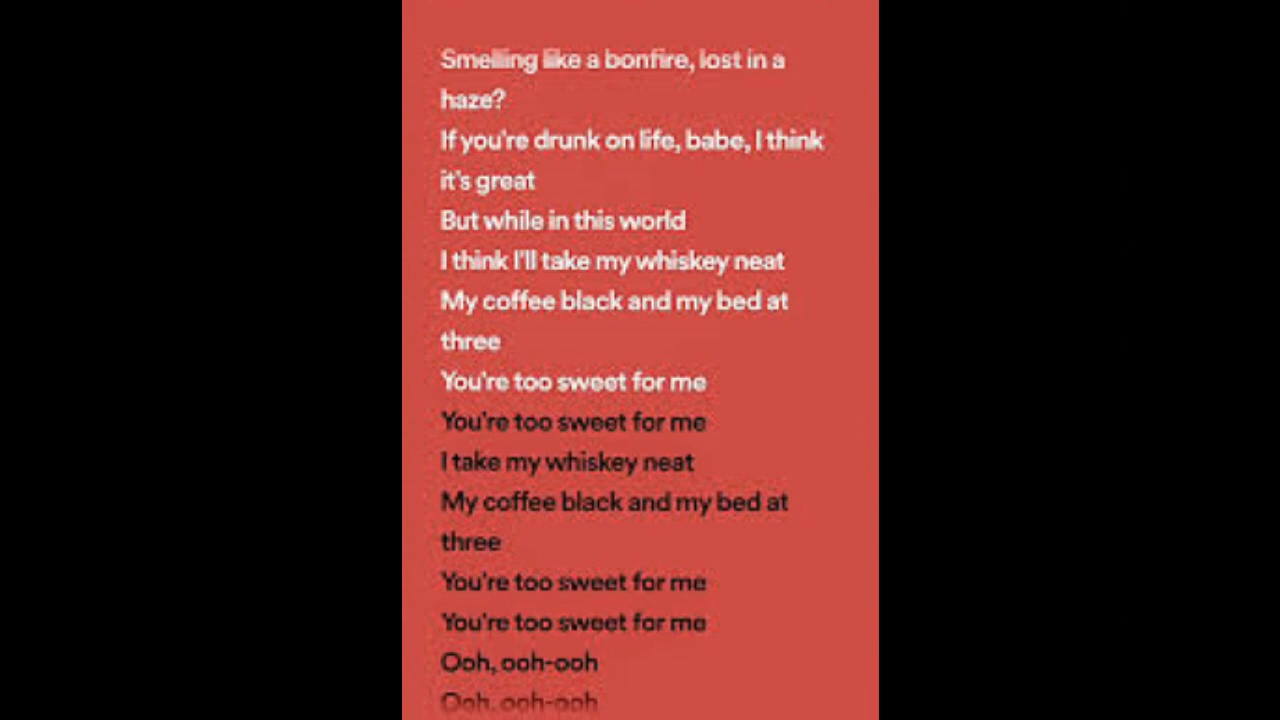 Smelling like a bonfire, lost in a
haze?
If you're drunk on life, babe, I think
it's great
But while in this world
I think I'll take my whiskey neat
My coffee black and my bed at
three
You're too sweet for me
You're too sweet for me
I take my whiskey neat
My coffee black and my bed at
three
You're too sweet for me
You're too sweet for me
Ooh, ooh-ooh
Ooh, ooh-ooh